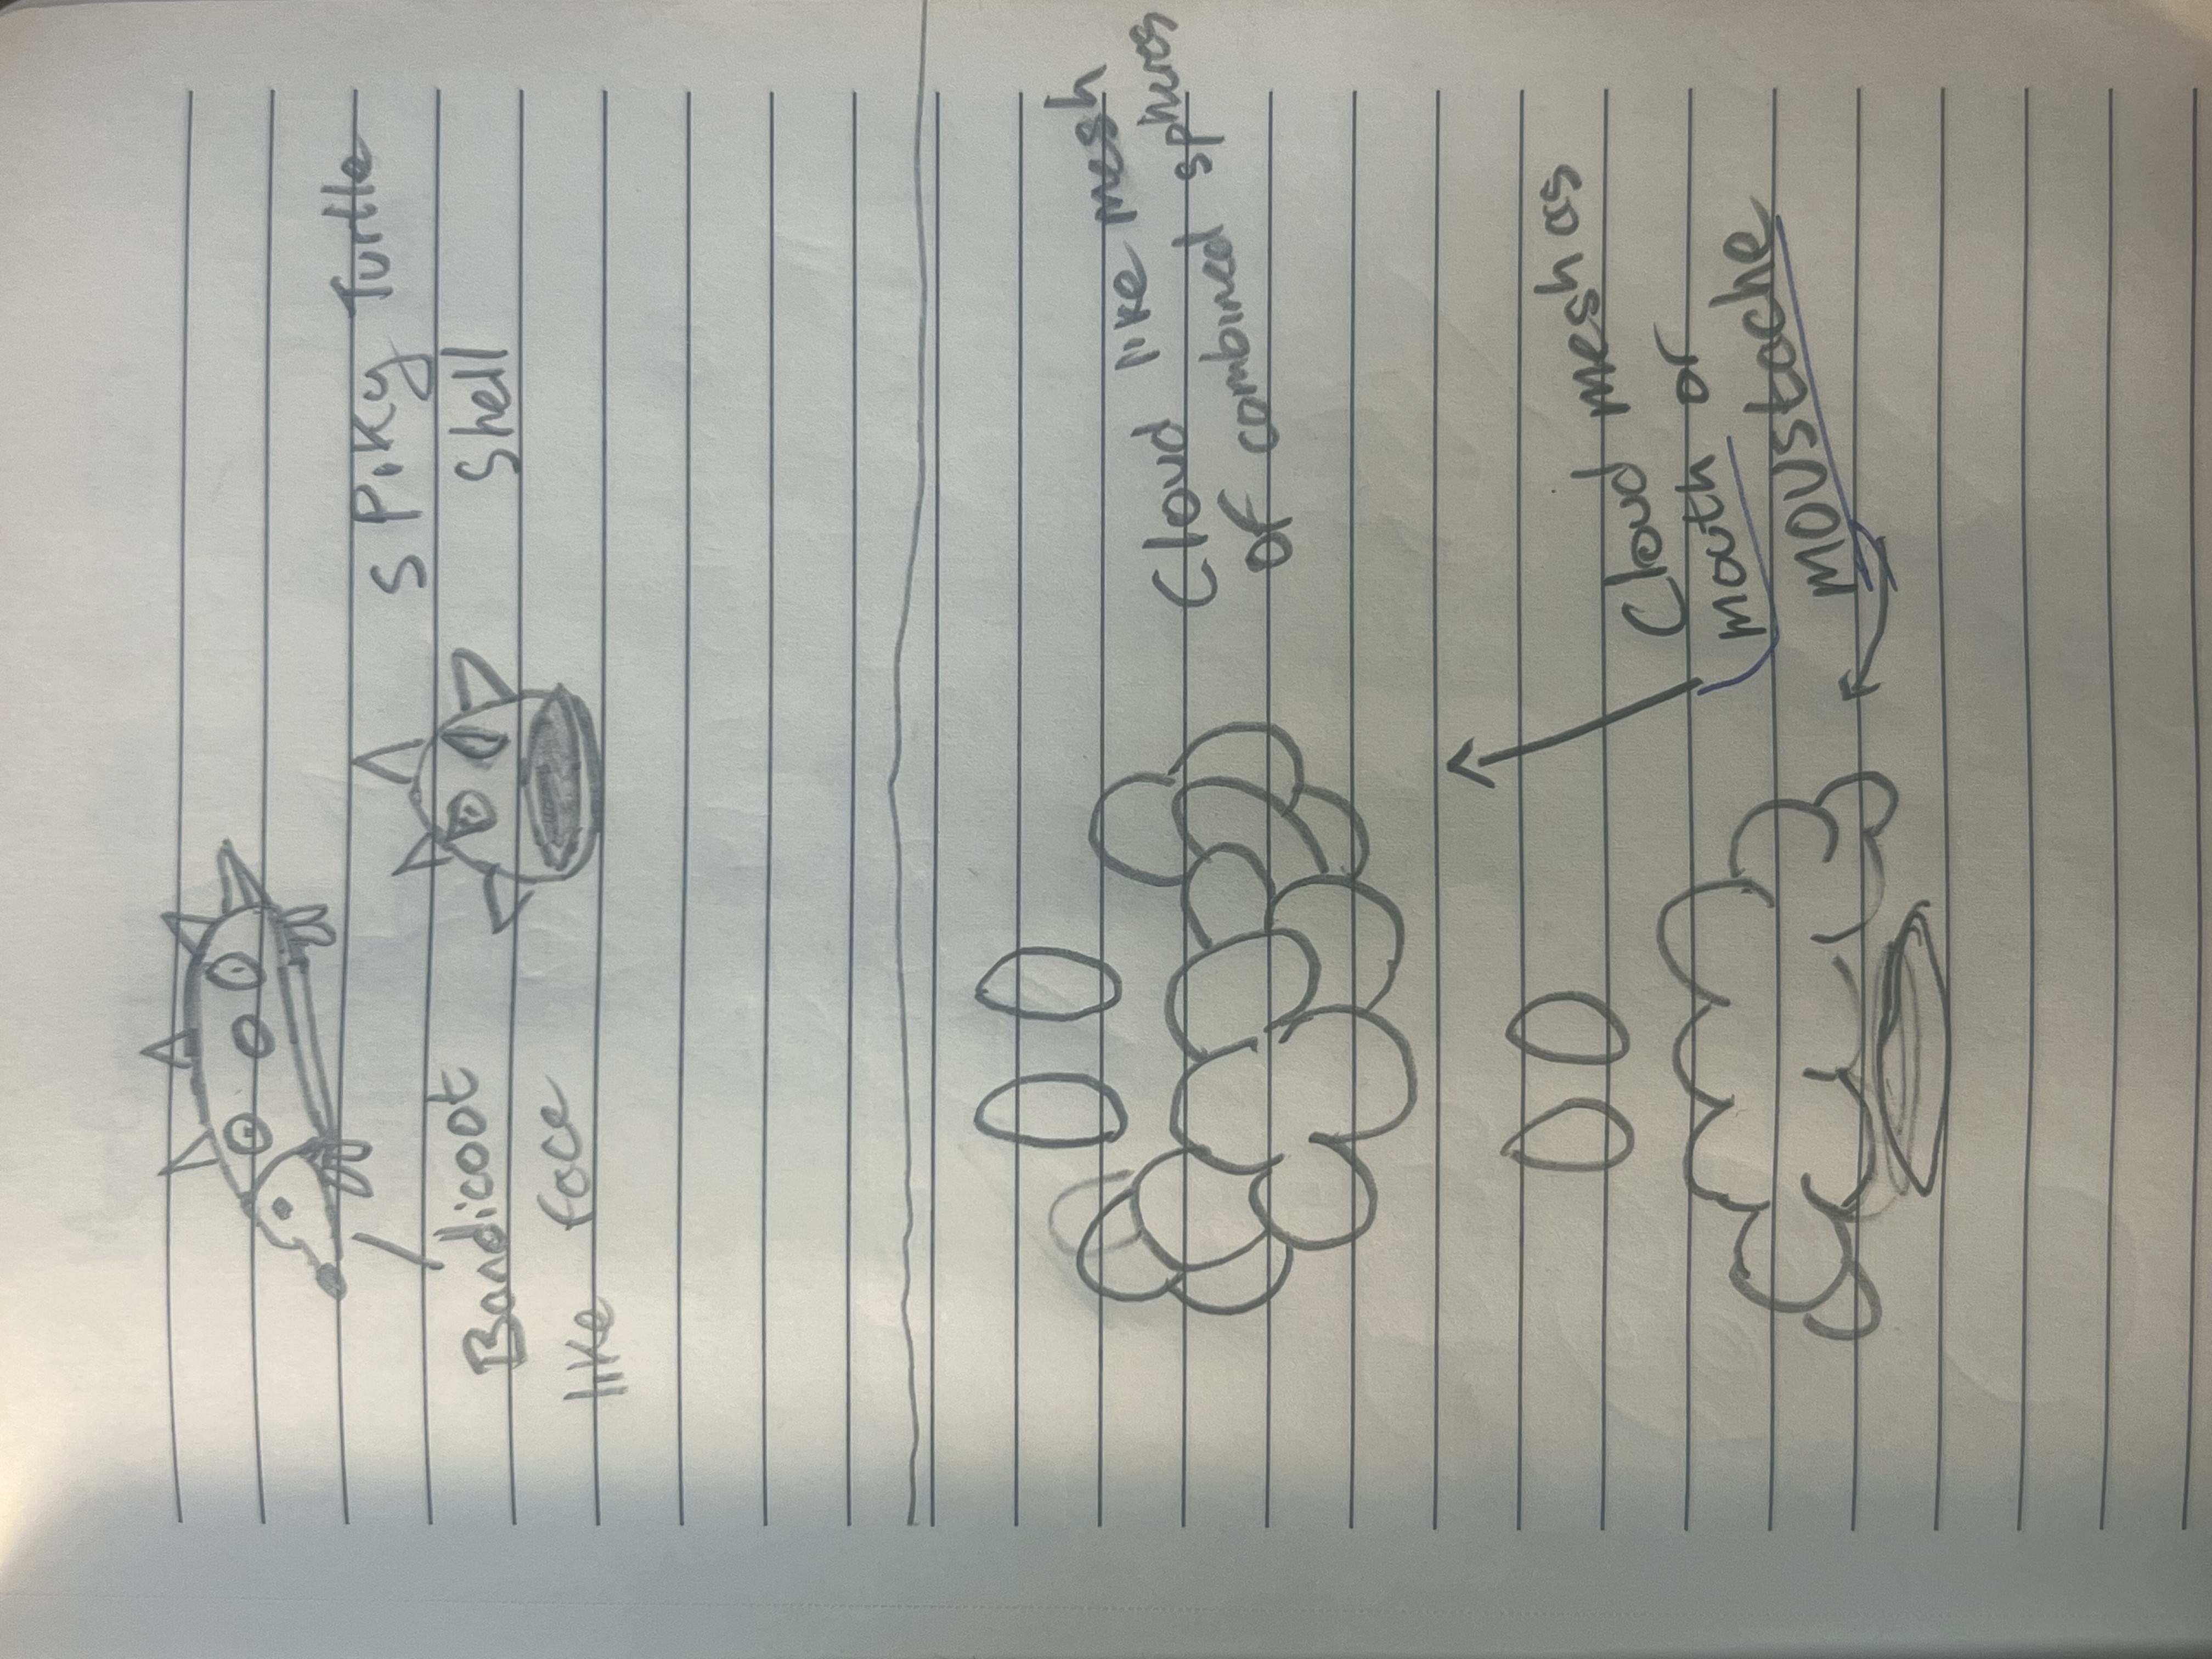 Spiky Turtle
Shell
Bandicoot
like face
Cloud like mesh
of combined spheres
Cloud mesh as
mouth or
moustache